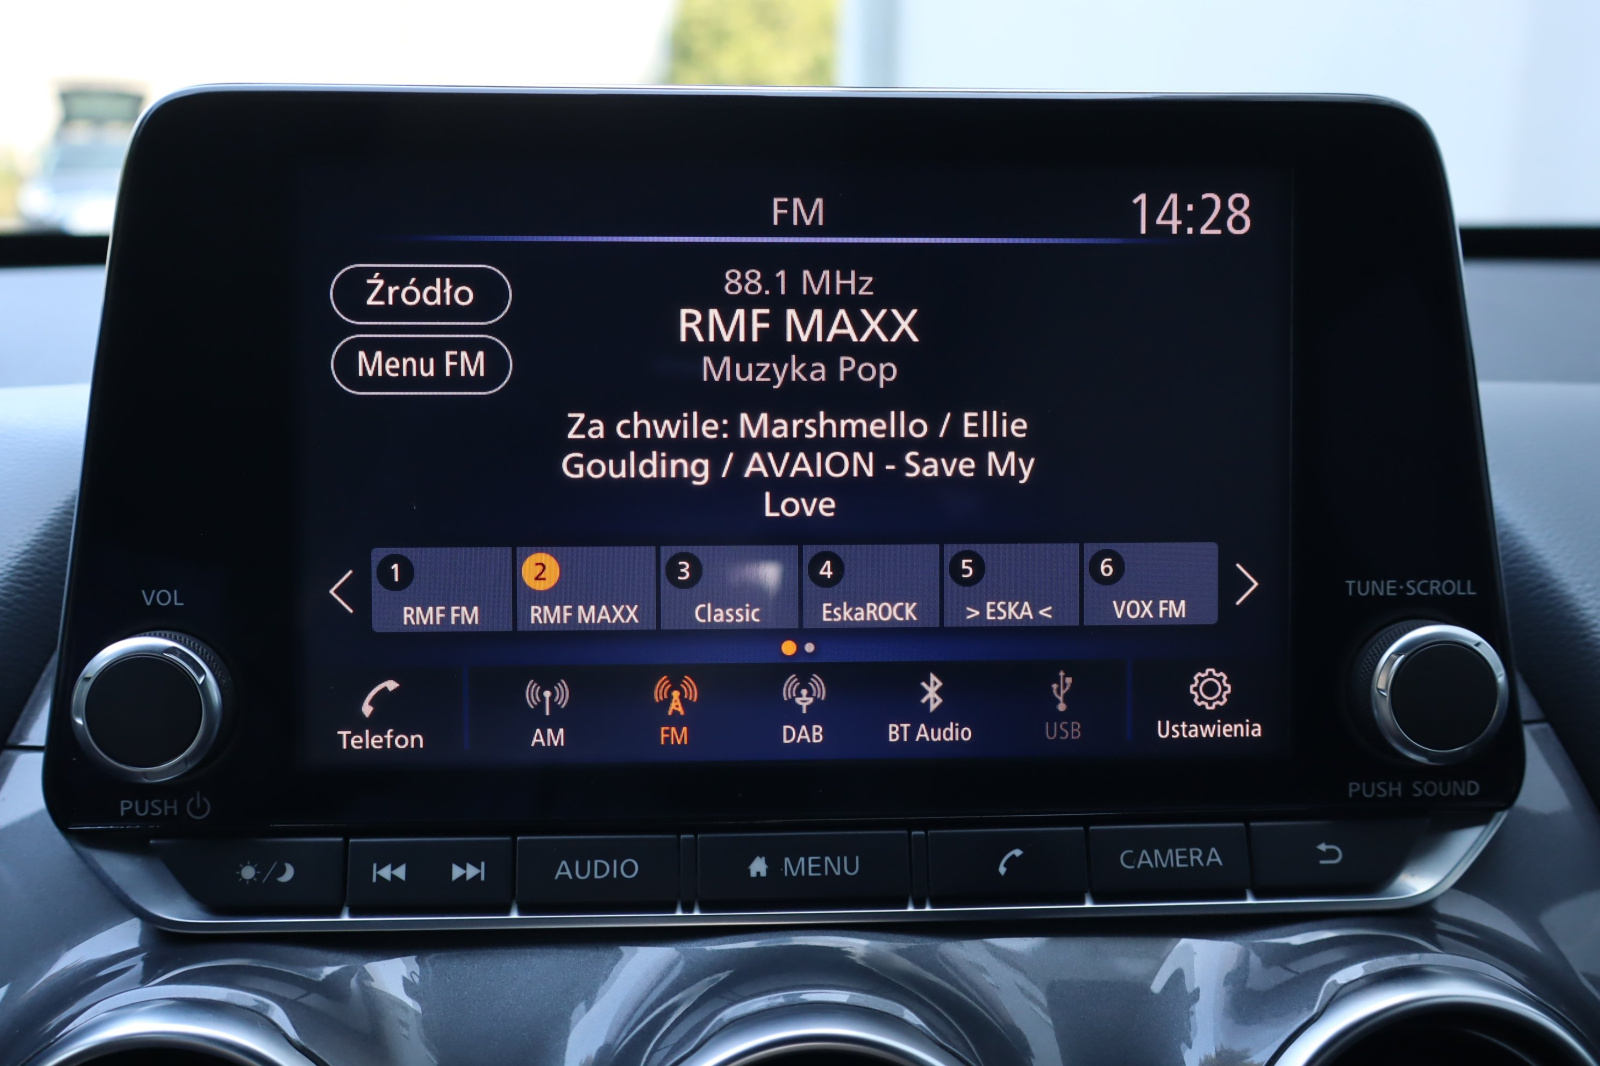 FM
14:28
Źródło
Menu FM
88.1 MHz
RMF MAXX
Muzyka Pop
Za chwile: Marshmello / Ellie
Goulding / AVAION - Save My
Love
1
RMF FM
2
RMF MAXX
3
Classic
4
EskaROCK
5
> ESKA <
6
VOX FM
Telefon
AM
FM
DAB
BT Audio
USB
Ustawienia
VOL
PUSH
TUNE·SCROLL
PUSH SOUND
AUDIO
MENU
CAMERA